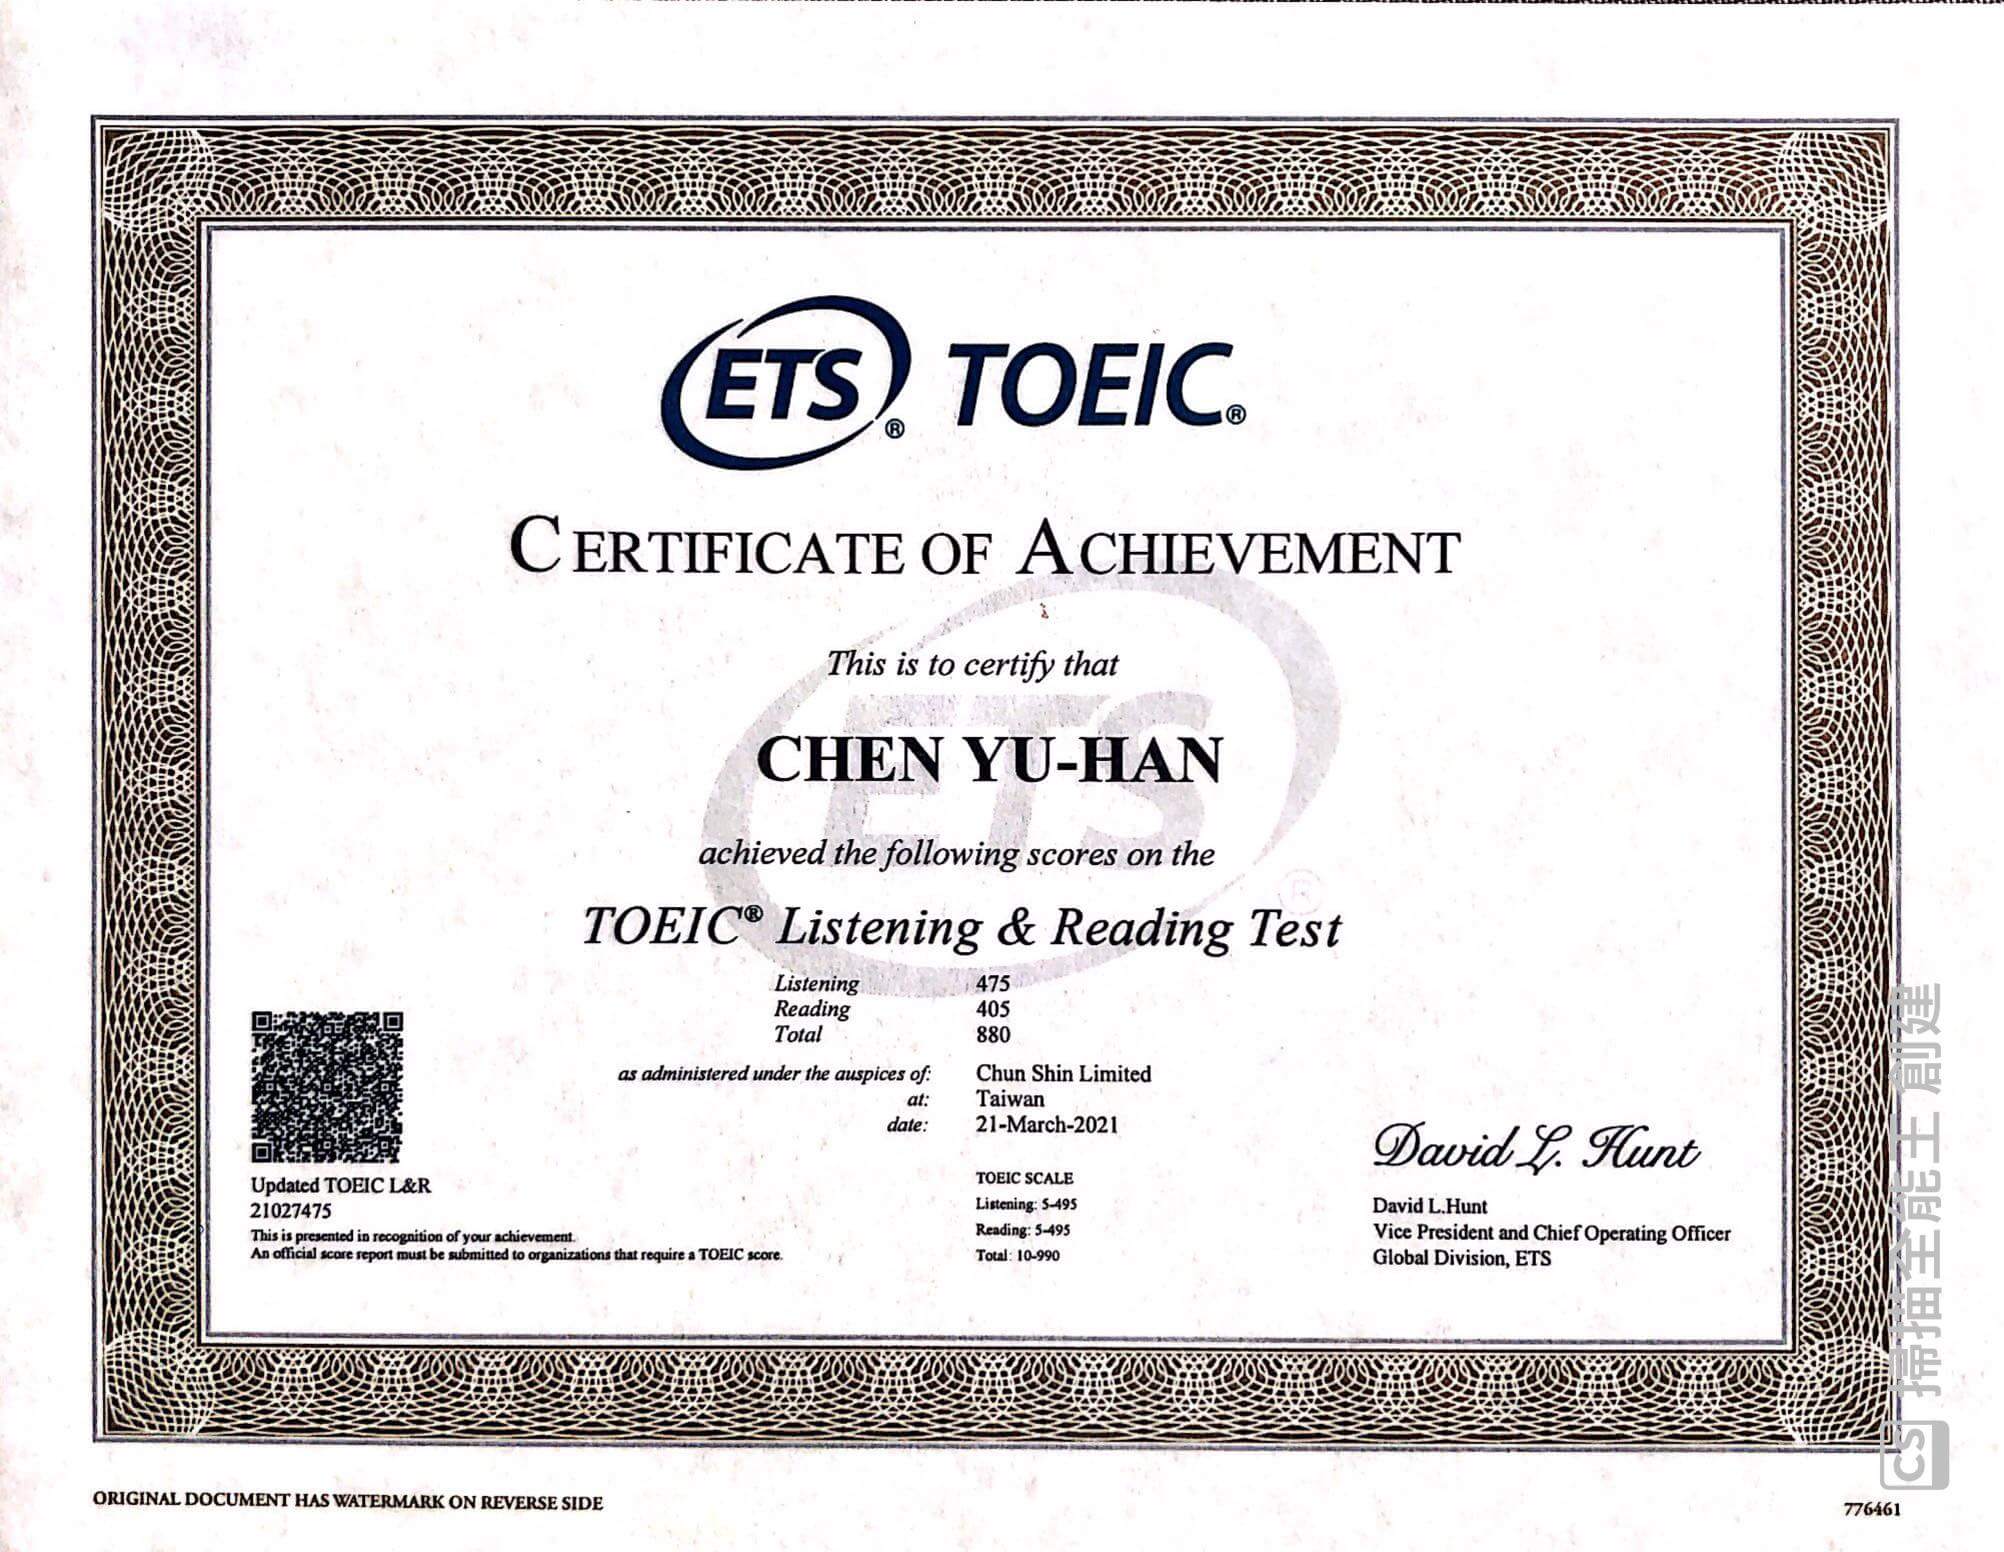 ETS® TOEIC®
CERTIFICATE OF ACHIEVEMENT
This is to certify that
ETS
CHEN YU-HAN
achieved the following scores on the
®
TOEIC® Listening & Reading Test
Listening 475
Reading 405
Total 880
as administered under the auspices of: Chun Shin Limited
at: Taiwan
date: 21-March-2021
TOEIC SCALE
Listening: 5-495
Reading: 5-495
Total: 10-990
Updated TOEIC L&R
21027475
This is presented in recognition of your achievement.
An official score report must be submitted to organizations that require a TOEIC score.
David L. Hunt
David L.Hunt
Vice President and Chief Operating Officer
Global Division, ETS
ORIGINAL DOCUMENT HAS WATERMARK ON REVERSE SIDE
776461
CS 掃描全能王 創建